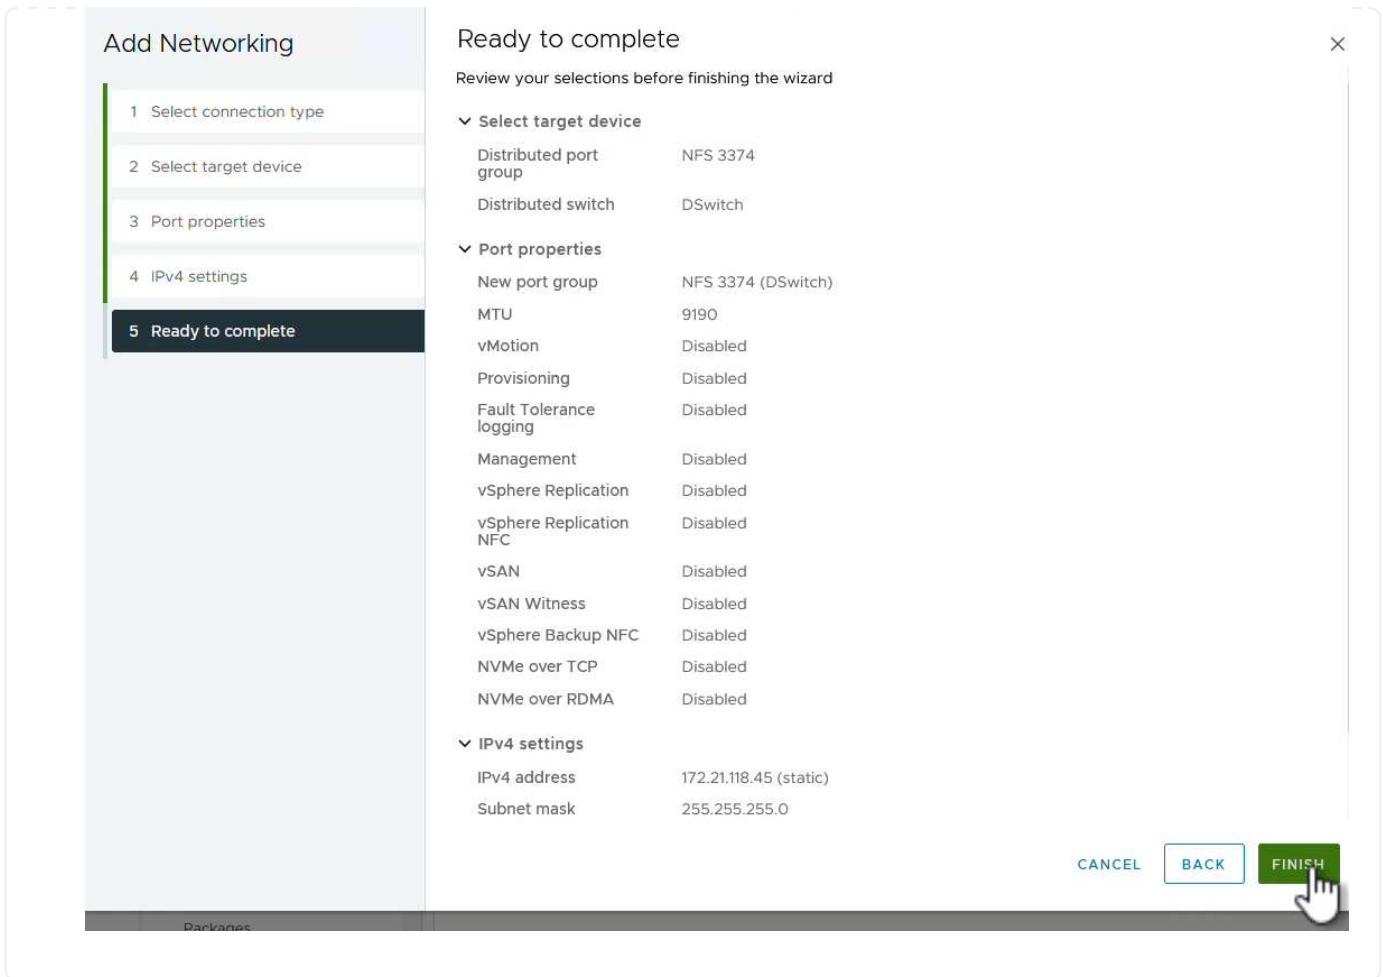 Add Networking
1 Select connection type
2 Select target device
3 Port properties
4 IPv4 settings
5 Ready to complete
Ready to complete
Review your selections before finishing the wizard
Select target device
Distributed port group NFS 3374
Distributed switch DSwitch
Port properties
New port group NFS 3374 (DSwitch)
MTU 9190
vMotion Disabled
Provisioning Disabled
Fault Tolerance logging Disabled
Management Disabled
vSphere Replication Disabled
vSphere Replication NFC Disabled
vSAN Disabled
vSAN Witness Disabled
vSphere Backup NFC Disabled
NVMe over TCP Disabled
NVMe over RDMA Disabled
IPv4 settings
IPv4 address 172.21.118.45 (static)
Subnet mask 255.255.255.0
CANCEL BACK FINISH
Packages